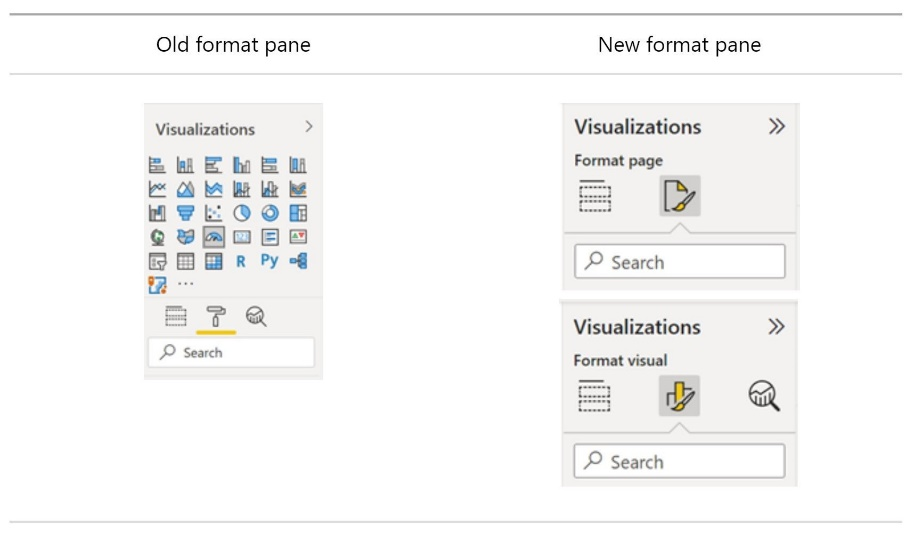 Old format pane
New format pane
Visualizations
R
Py
Search
Visualizations
Format page
Search
Visualizations
Format visual
Search